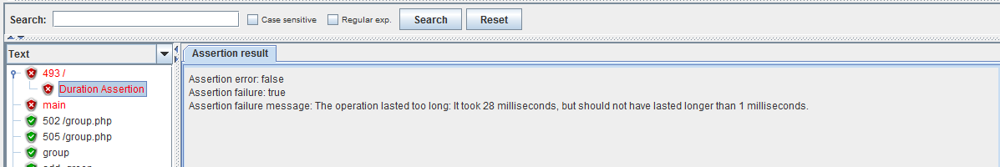 Search: Case sensitive Regular exp. Search Reset
Text
Assertion result
493 /
Duration Assertion
main
502 /group.php
505 /group.php
group
Assertion error: false
Assertion failure: true
Assertion failure message: The operation lasted too long: It took 28 milliseconds, but should not have lasted longer than 1 milliseconds.